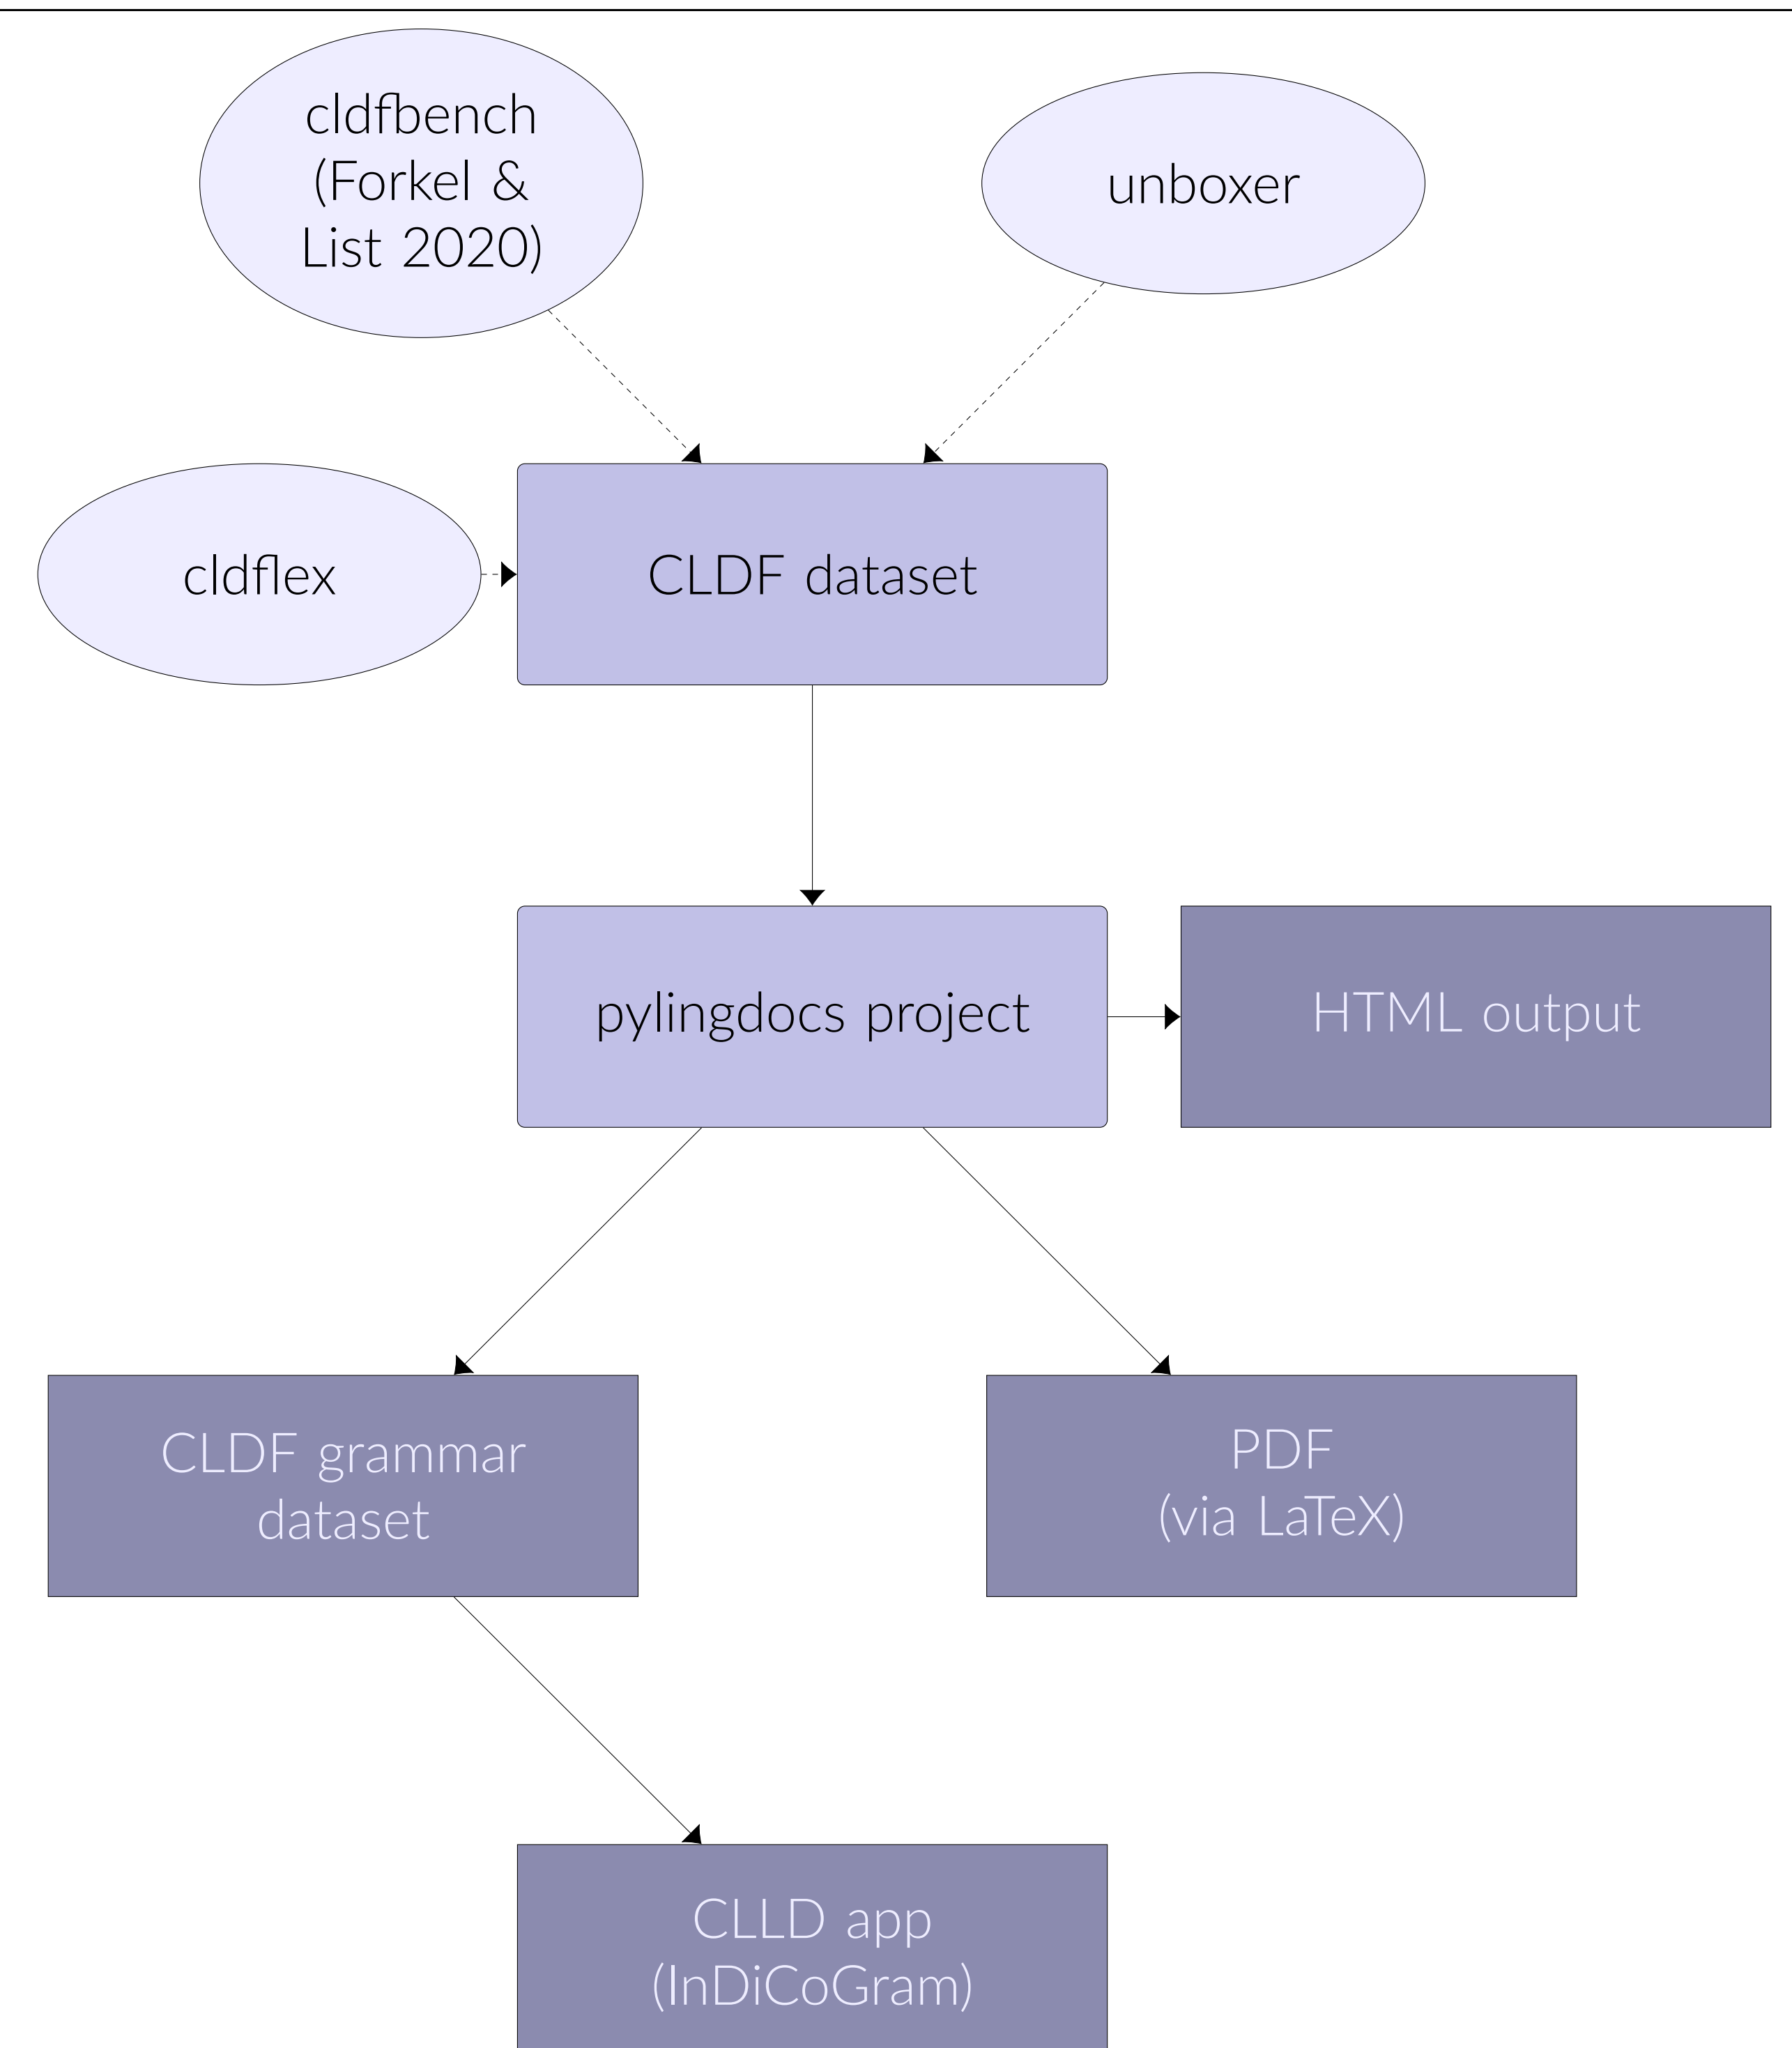 cldfbench
(Forkel &
List 2020)
unboxer
cldflex
CLDF dataset
pylingdocs project
HTML output
CLDF grammar
dataset
PDF
(via LaTeX)
CLLD app
(InDiCoGram)